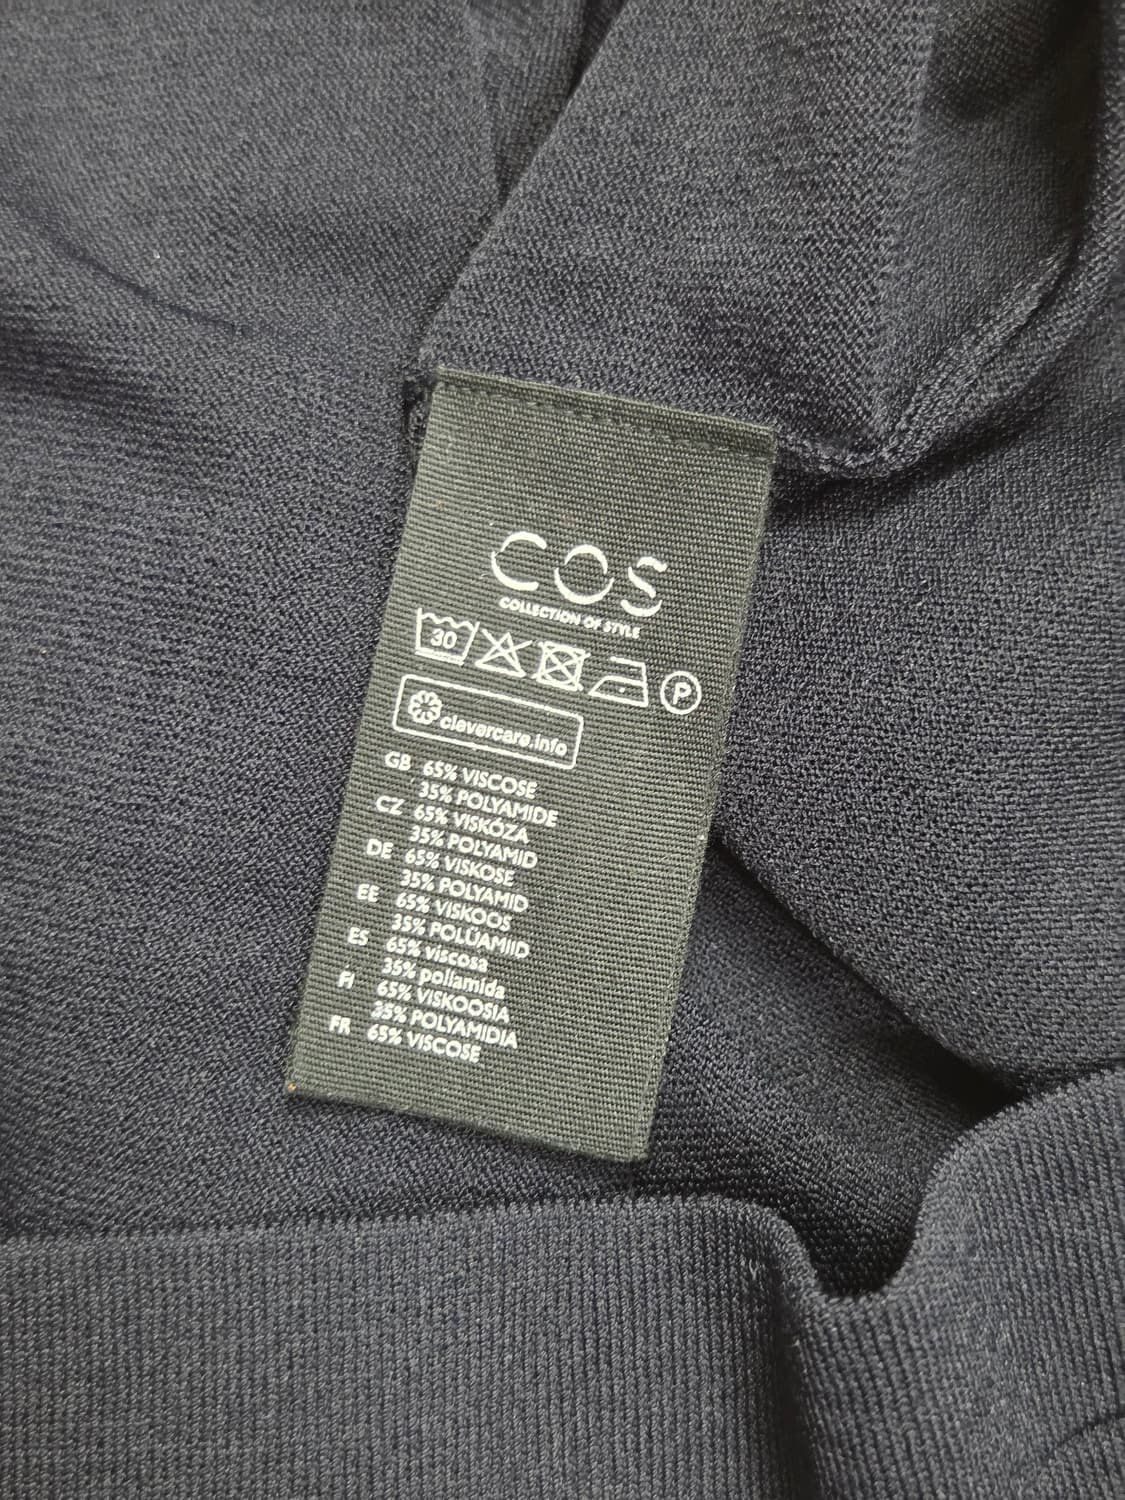 COS
COLLECTION OF STYLE
30
P
clevercare.info
GB 65% VISCOSE
35% POLYAMIDE
CZ 65% VISKÓZA
35% POLYAMID
DE 65% VISKOSE
35% POLYAMID
EE 65% VISKOOS
35% POLÜAMIID
ES 65% viscosa
35% poliamida
FI 65% VISKOOSIA
35% POLYAMIDIA
FR 65% VISCOSE